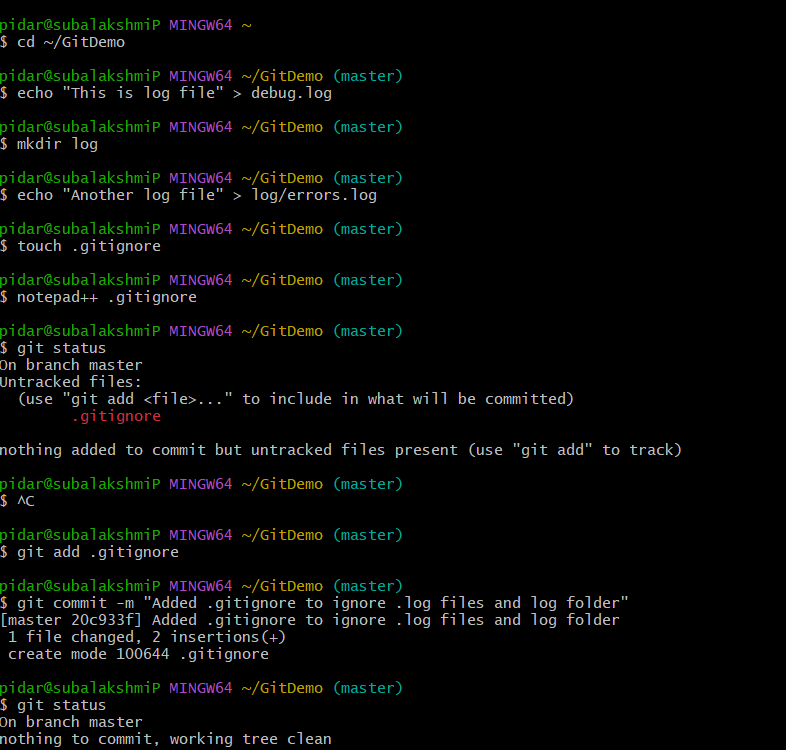 pidar@subalakshmiP MINGW64 ~
$ cd ~/GitDemo
pidar@subalakshmiP MINGW64 ~/GitDemo (master)
$ echo "This is log file" > debug.log
pidar@subalakshmiP MINGW64 ~/GitDemo (master)
$ mkdir log
pidar@subalakshmiP MINGW64 ~/GitDemo (master)
$ echo "Another log file" > log/errors.log
pidar@subalakshmiP MINGW64 ~/GitDemo (master)
$ touch .gitignore
pidar@subalakshmiP MINGW64 ~/GitDemo (master)
$ notepad++ .gitignore
pidar@subalakshmiP MINGW64 ~/GitDemo (master)
$ git status
On branch master
Untracked files:
  (use "git add <file>..." to include in what will be committed)
        .gitignore
nothing added to commit but untracked files present (use "git add" to track)
pidar@subalakshmiP MINGW64 ~/GitDemo (master)
$ ^C
pidar@subalakshmiP MINGW64 ~/GitDemo (master)
$ git add .gitignore
pidar@subalakshmiP MINGW64 ~/GitDemo (master)
$ git commit -m "Added .gitignore to ignore .log files and log folder"
[master 20c933f] Added .gitignore to ignore .log files and log folder
 1 file changed, 2 insertions(+)
 create mode 100644 .gitignore
pidar@subalakshmiP MINGW64 ~/GitDemo (master)
$ git status
On branch master
nothing to commit, working tree clean